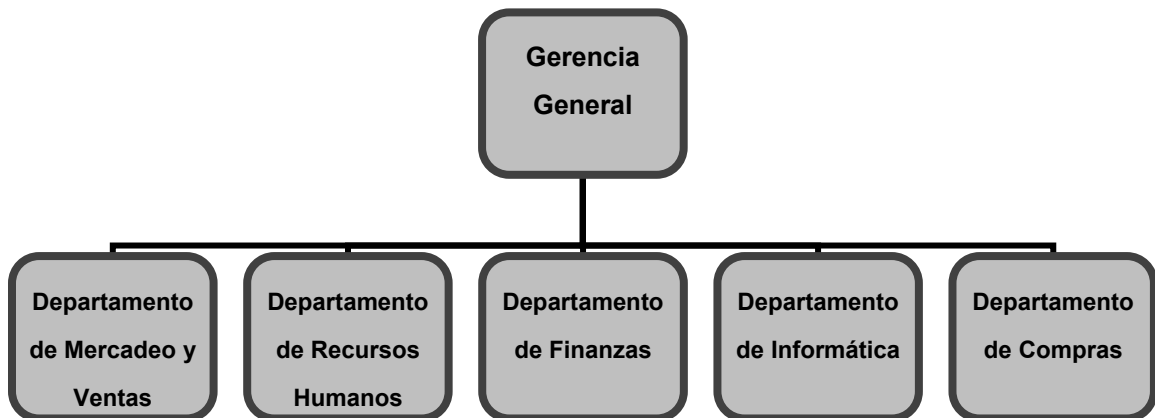 Gerencia
General
Departamento
de Mercadeo y
Ventas
Departamento
de Recursos
Humanos
Departamento
de Finanzas
Departamento
de Informática
Departamento
de Compras